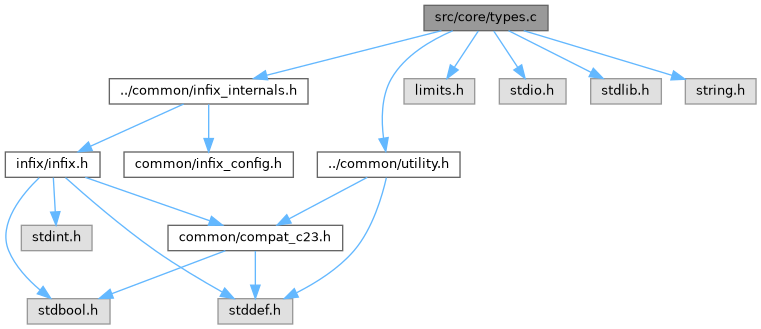 src/core/types.c
../common/infix_internals.h
limits.h
stdio.h
stdlib.h
string.h
infix/infix.h
common/infix_config.h
../common/utility.h
stdint.h
common/compat_c23.h
stdbool.h
stddef.h